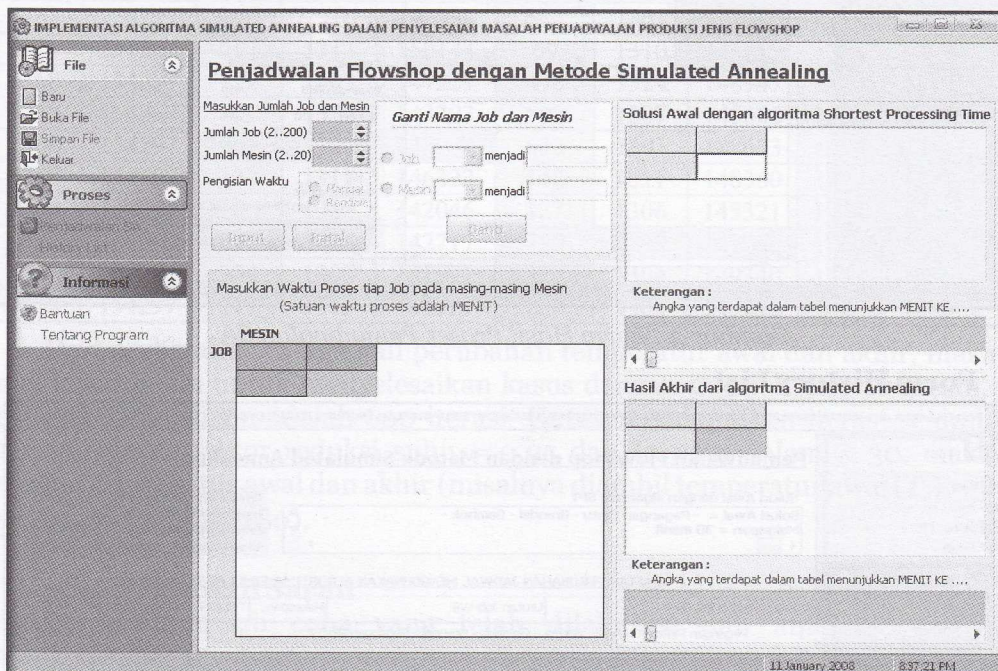 IMPLEMENTASI ALGORITMA SIMULATED ANNEALING DALAM PENYELESAIAN MASALAH PENJADWALAN PRODUKSI JENIS FLOWSHOP
File
Baru
Buka File
Simpan File
Keluar
Proses
Penjadwalan SA
History List
Informasi
Bantuan
Tentang Program
Penjadwalan Flowshop dengan Metode Simulated Annealing
Masukkan Jumlah Job dan Mesin
Jumlah Job (2..200)
Jumlah Mesin (2..20)
Pengisian Waktu
Manual
Random
Input
Batal
Ganti Nama Job dan Mesin
Job
menjadi
Mesin
menjadi
Ganti
Masukkan Waktu Proses tiap Job pada masing-masing Mesin
(Satuan waktu proses adalah MENIT)
MESIN
JOB
Solusi Awal dengan algoritma Shortest Processing Time
Keterangan :
Angka yang terdapat dalam tabel menunjukkan MENIT KE ....
Hasil Akhir dari algoritma Simulated Annealing
Keterangan :
Angka yang terdapat dalam tabel menunjukkan MENIT KE ....
11 January 2008
8:37:21 PM